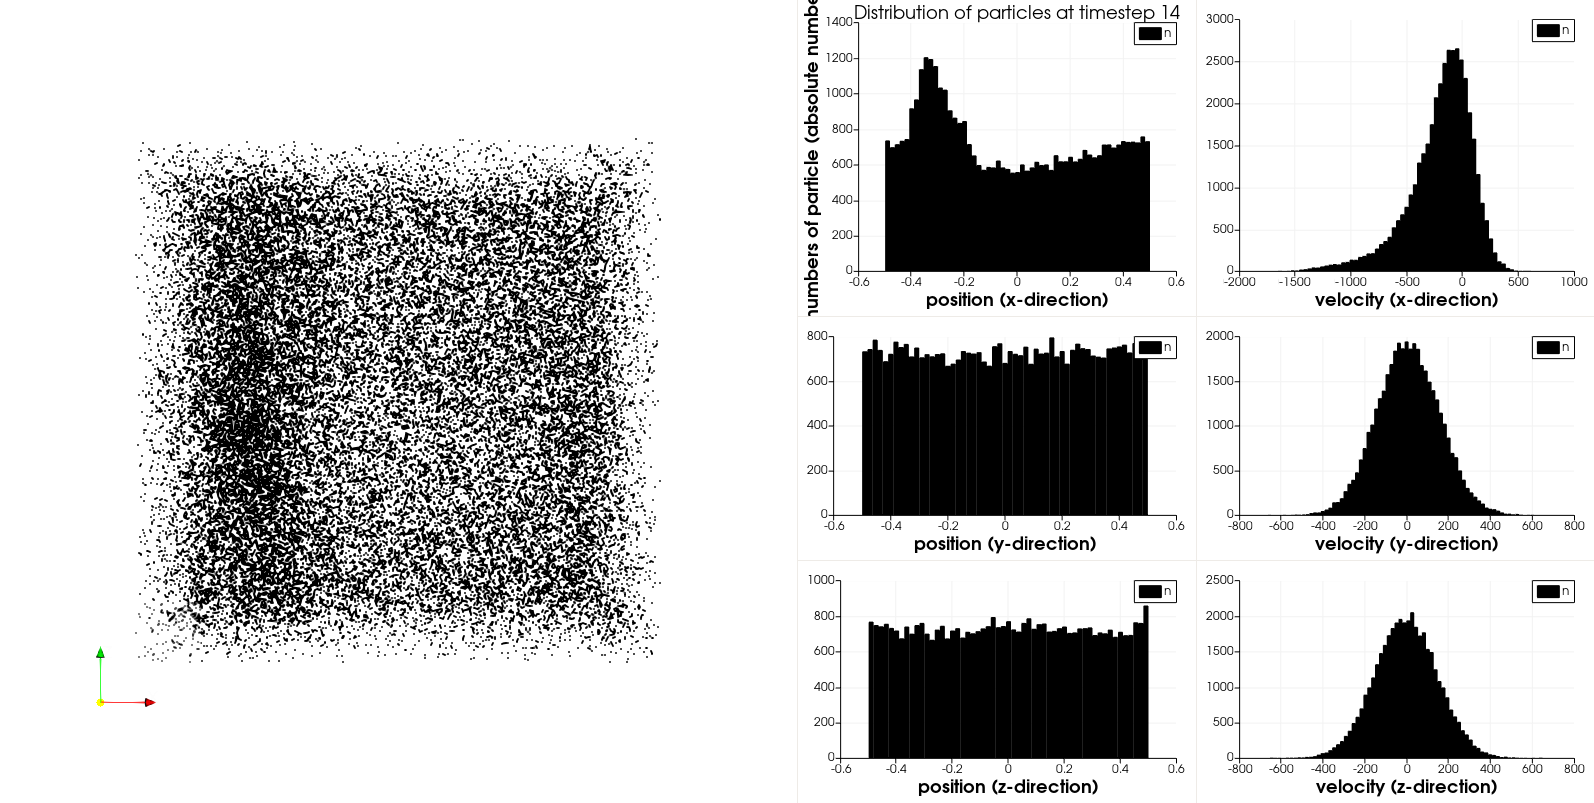 Distribution of particles at timestep 14
numbers of particle (absolute numbe
1400
1200
1000
800
600
400
200
0
-0.6 -0.4 -0.2 0 0.2 0.4 0.6
position (x-direction)
n
3000
2500
2000
1500
1000
500
0
-2000 -1500 -1000 -500 0 500 1000
velocity (x-direction)
n
800
600
400
200
0
-0.6 -0.4 -0.2 0 0.2 0.4 0.6
position (y-direction)
n
2000
1500
1000
500
0
-800 -600 -400 -200 0 200 400 600 800
velocity (y-direction)
n
1000
800
600
400
200
0
-0.6 -0.4 -0.2 0 0.2 0.4 0.6
position (z-direction)
n
2500
2000
1500
1000
500
0
-800 -600 -400 -200 0 200 400 600 800
velocity (z-direction)
n